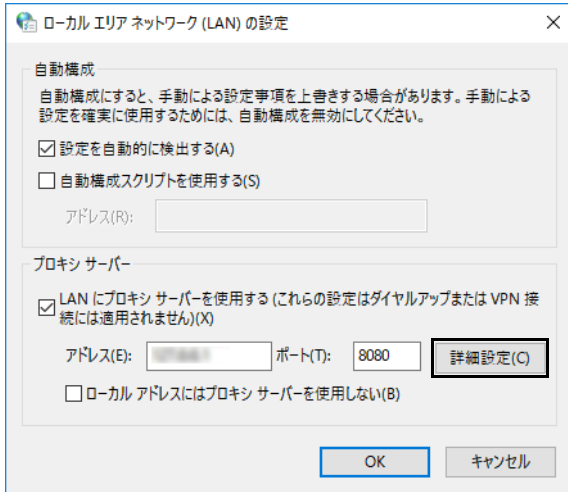 ローカル エリア ネットワーク (LAN) の設定
自動構成
自動構成にすると、手動による設定事項を上書きする場合があります。手動による
設定を確実に使用するためには、自動構成を無効にしてください。
設定を自動的に検出する(A)
自動構成スクリプトを使用する(S)
アドレス(R):
プロキシ サーバー
LAN にプロキシ サーバーを使用する (これらの設定はダイヤルアップまたは VPN 接
続には適用されません)(X)
アドレス(E): ポート(T): 8080 詳細設定(C)
ローカル アドレスにはプロキシ サーバーを使用しない(B)
OK キャンセル